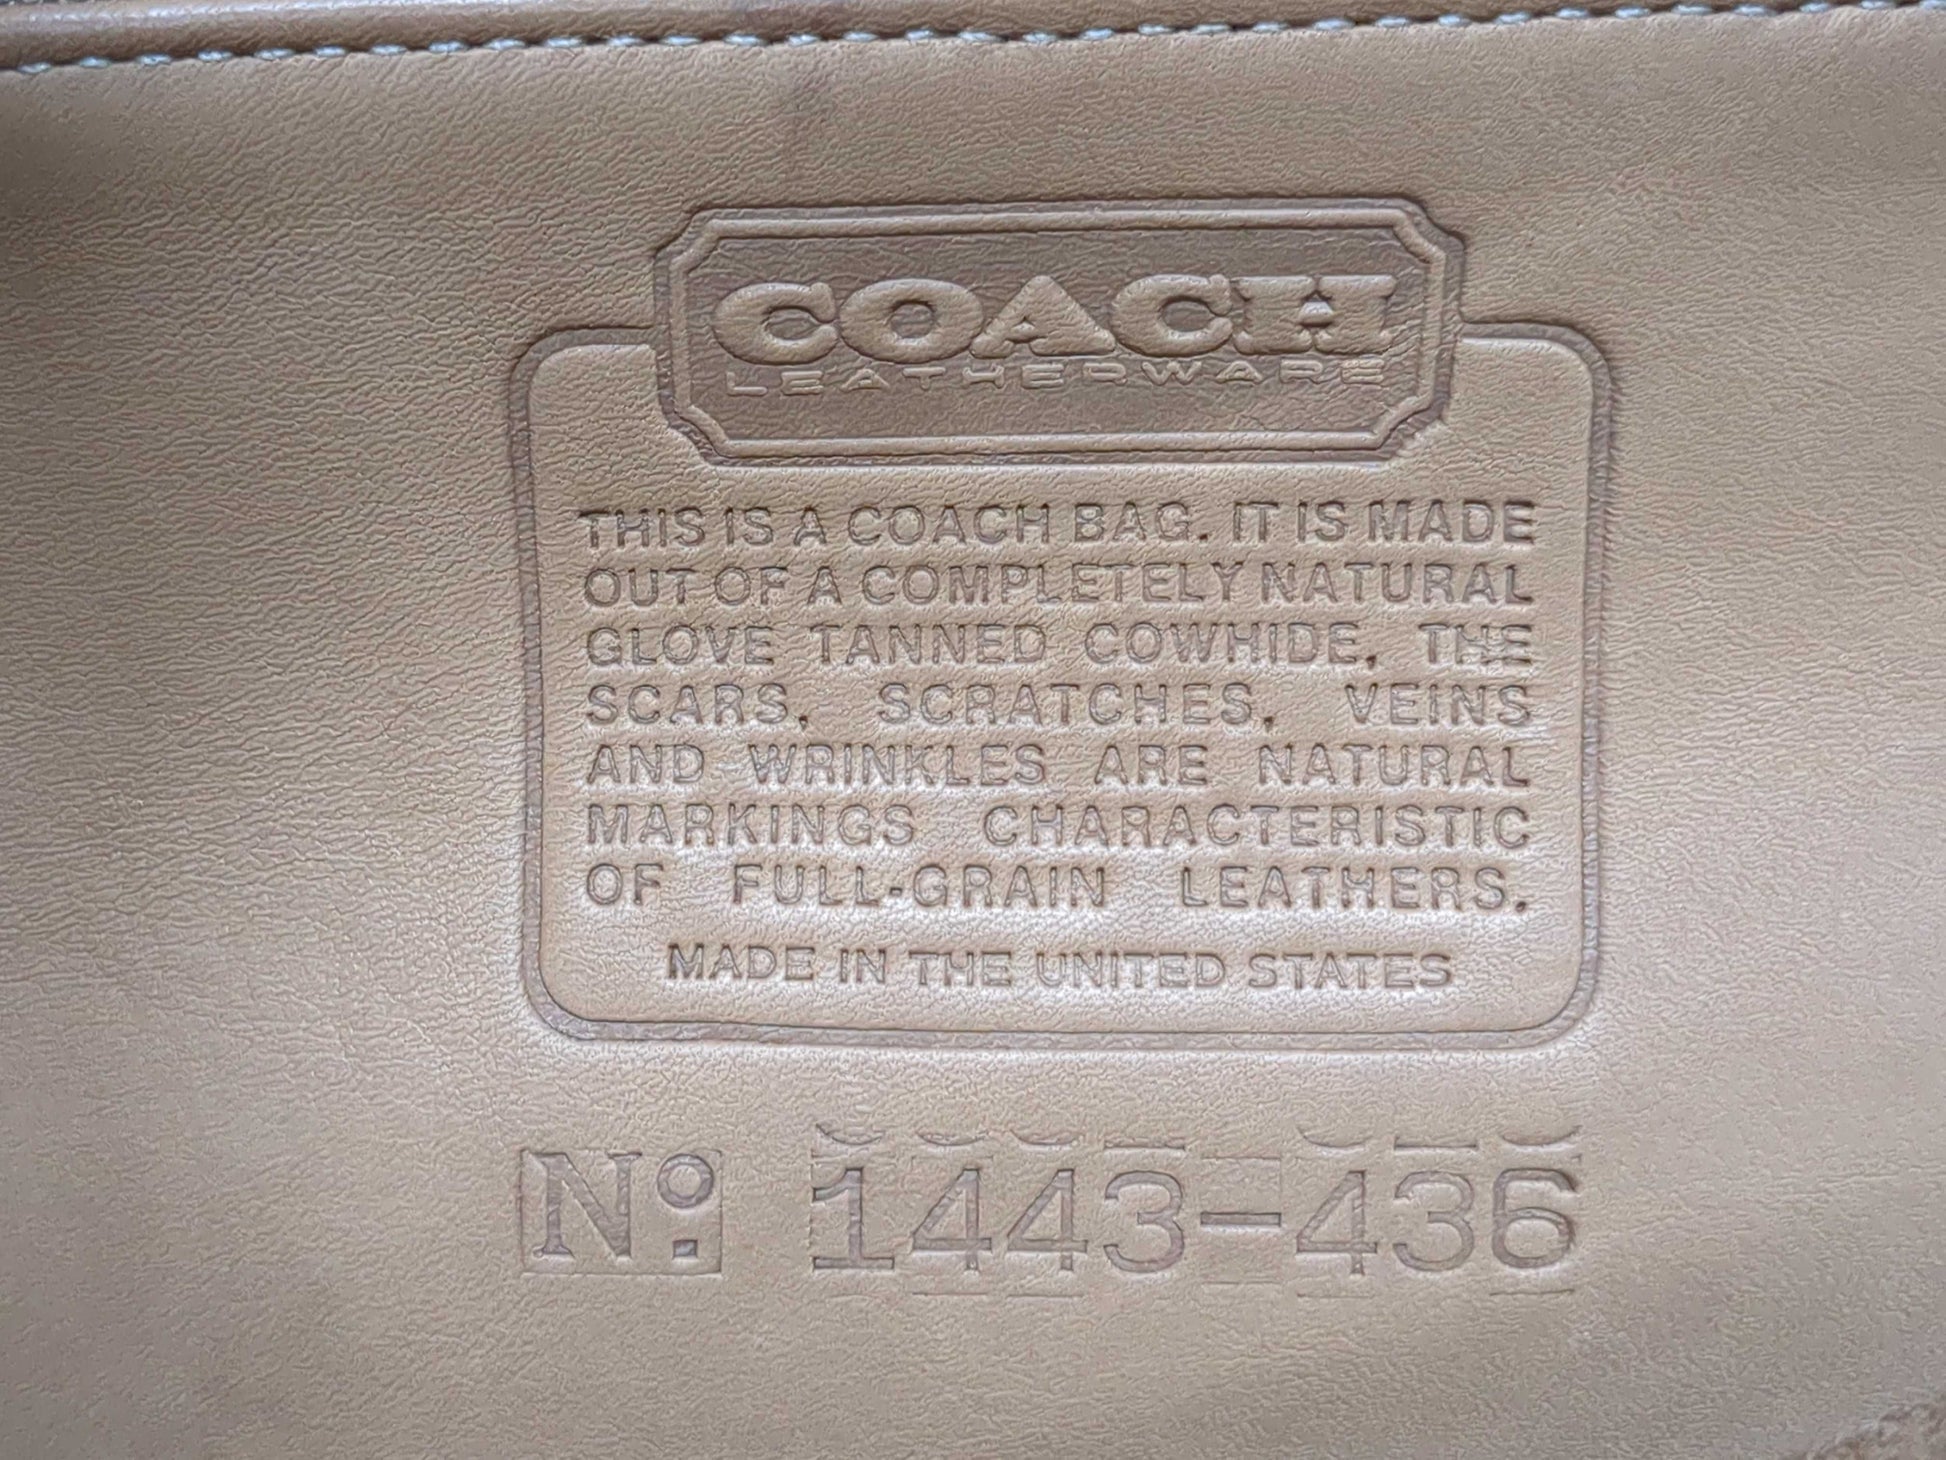 COACH
LEATHERWARE
THIS IS A COACH BAG. IT IS MADE
OUT OF A COMPLETELY NATURAL
GLOVE TANNED COWHIDE, THE
SCARS, SCRATCHES, VEINS
AND WRINKLES ARE NATURAL
MARKINGS CHARACTERISTIC
OF FULL-GRAIN LEATHERS.
MADE IN THE UNITED STATES
Nº 1443-436